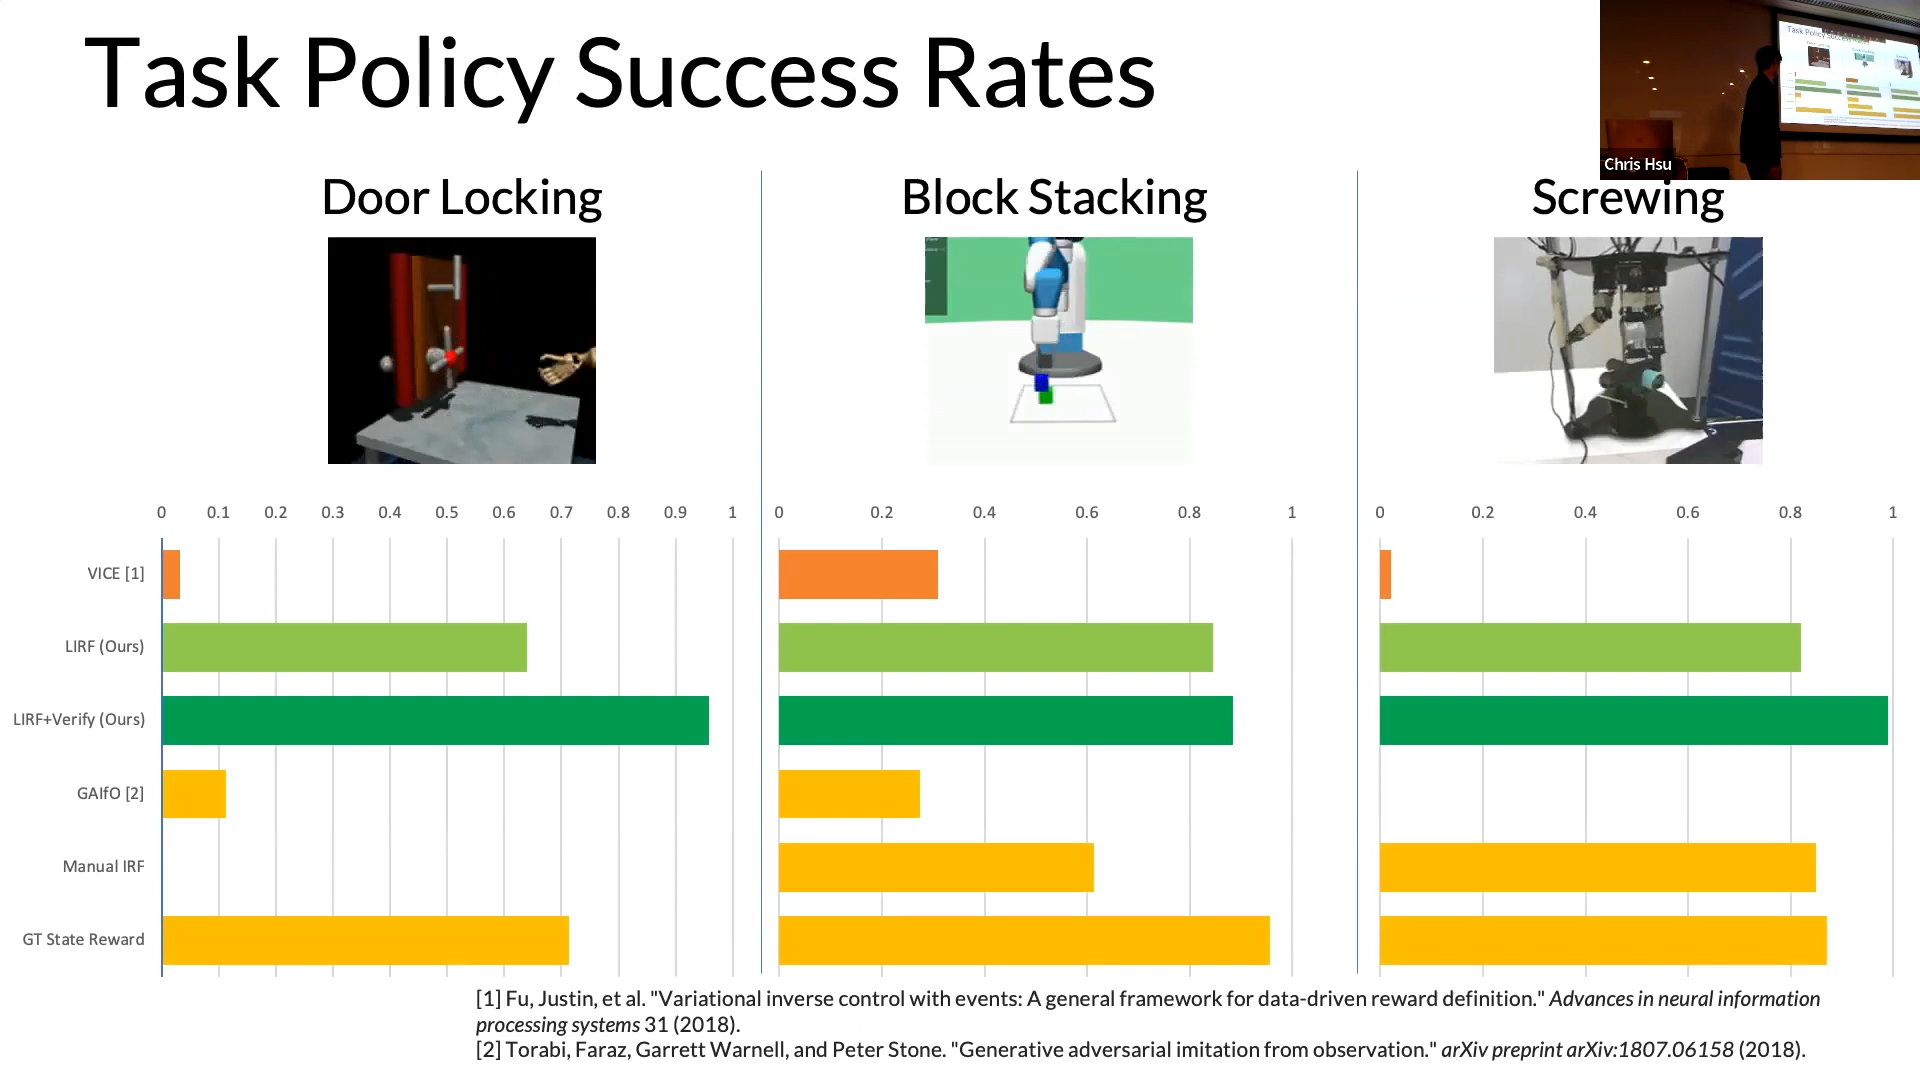 Task Policy Success Rates
Chris Hsu
Door Locking
Block Stacking
Screwing
0 0.1 0.2 0.3 0.4 0.5 0.6 0.7 0.8 0.9 1
0 0.2 0.4 0.6 0.8 1
0 0.2 0.4 0.6 0.8 1
VICE [1]
LIRF (Ours)
LIRF+Verify (Ours)
GAIfO [2]
Manual IRF
GT State Reward
[1] Fu, Justin, et al. "Variational inverse control with events: A general framework for data-driven reward definition." Advances in neural information
processing systems 31 (2018).
[2] Torabi, Faraz, Garrett Warnell, and Peter Stone. "Generative adversarial imitation from observation." arXiv preprint arXiv:1807.06158 (2018).